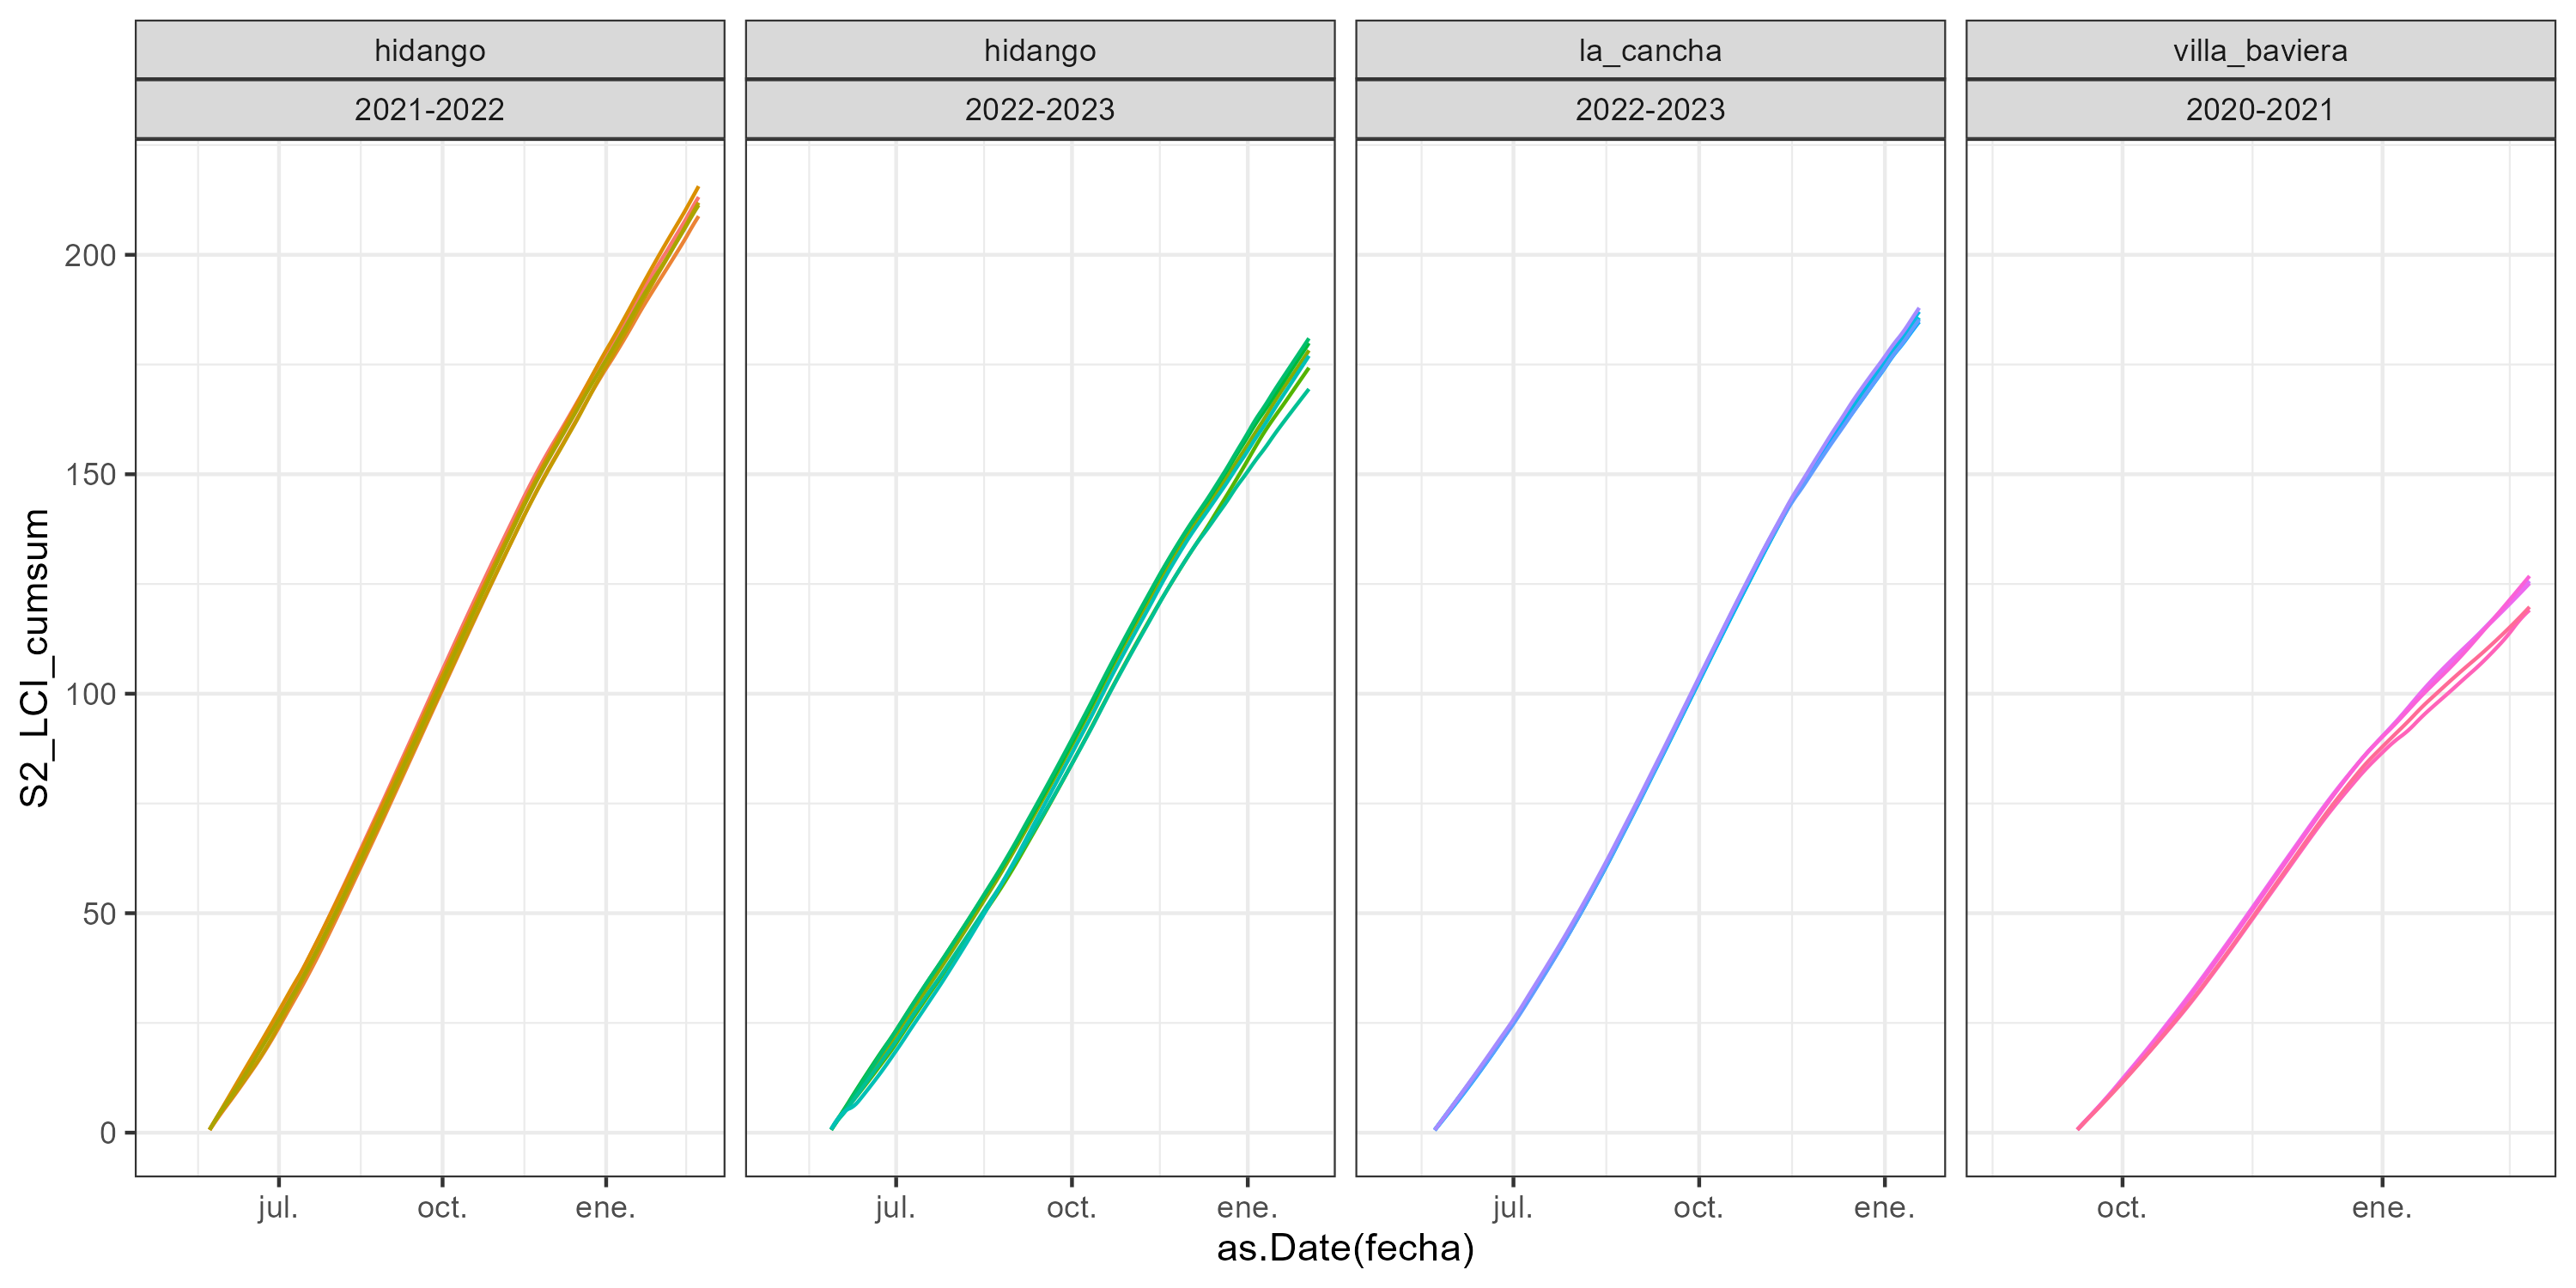 hidango
hidango
la_cancha
villa_baviera
2021-2022
2022-2023
2022-2023
2020-2021
S2_LCI_cumsum
200
150
100
50
0
jul.
oct.
ene.
jul.
oct.
ene.
jul.
oct.
ene.
oct.
ene.
as.Date(fecha)